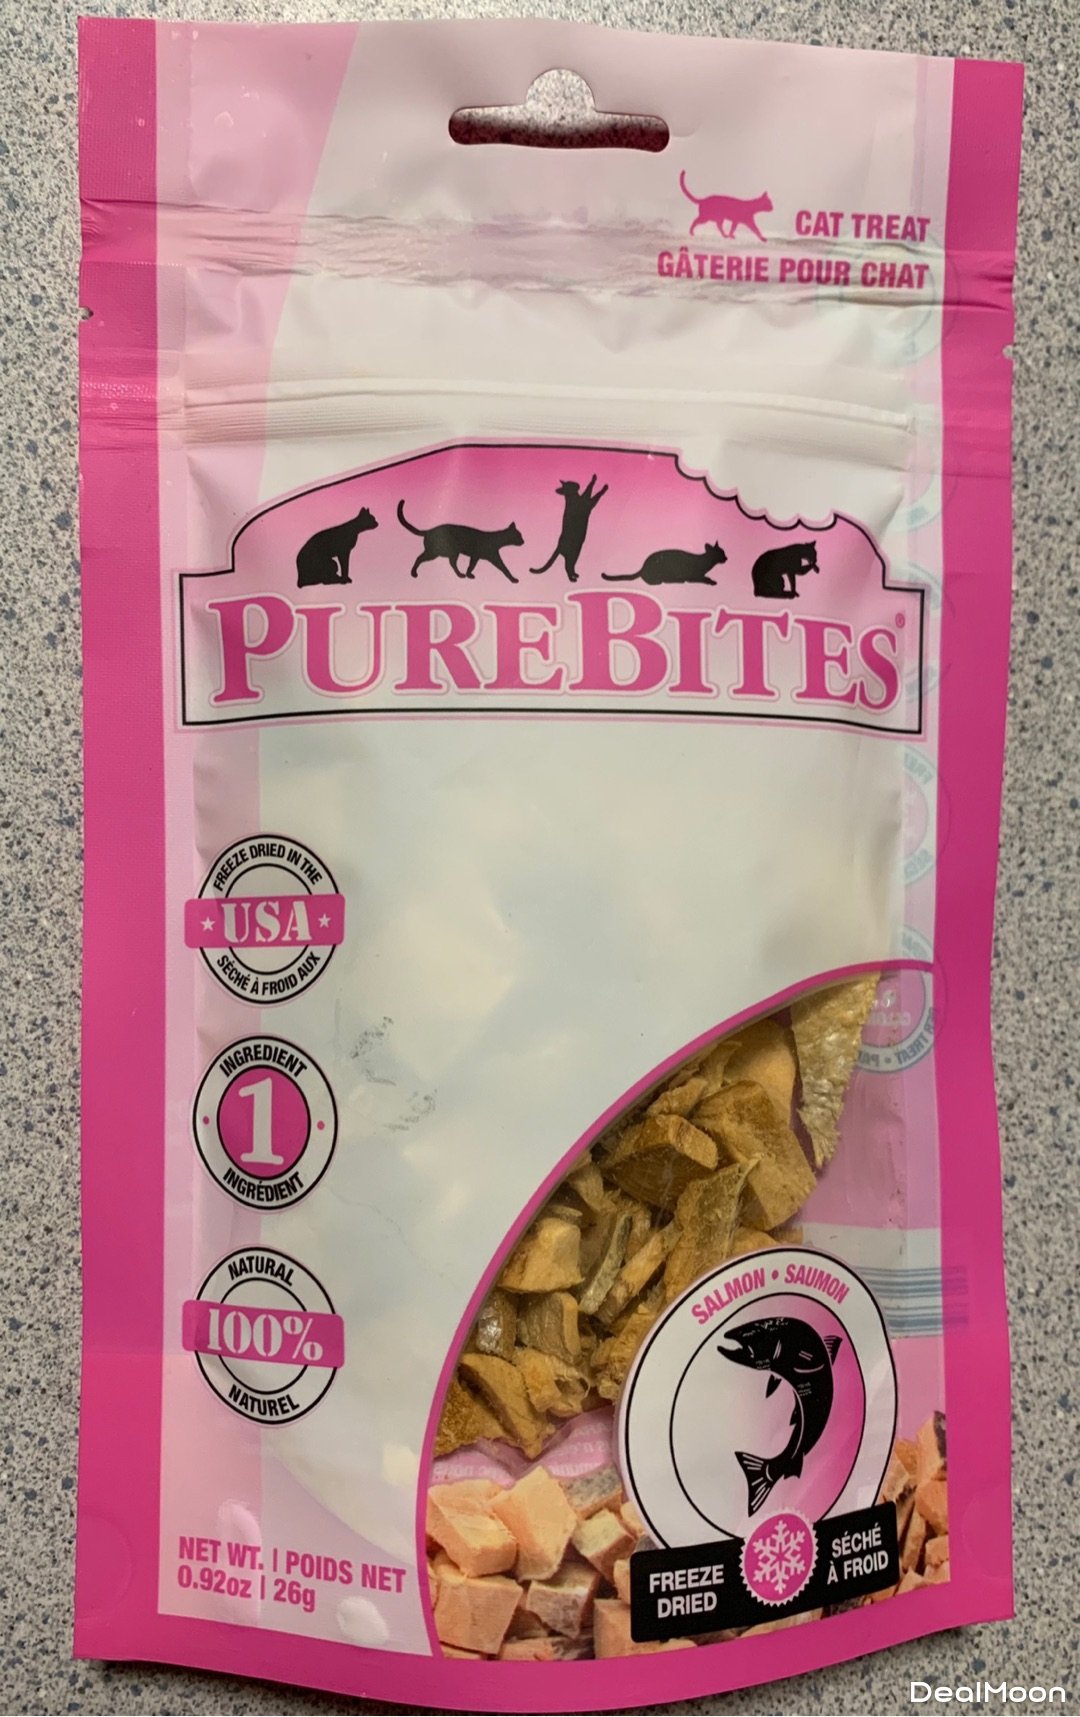 CAT TREAT
GÂTERIE POUR CHAT
PUREBITES®
FREEZE DRIED IN THE
★ USA ★
SÉCHÉ À FROID AUX
INGREDIENT
1
INGRÉDIENT
NATURAL
100%
NATUREL
SALMON • SAUMON
FREEZE
DRIED
SÉCHÉ
À FROID
NET WT. | POIDS NET
0.92oz | 26g
DealMoon